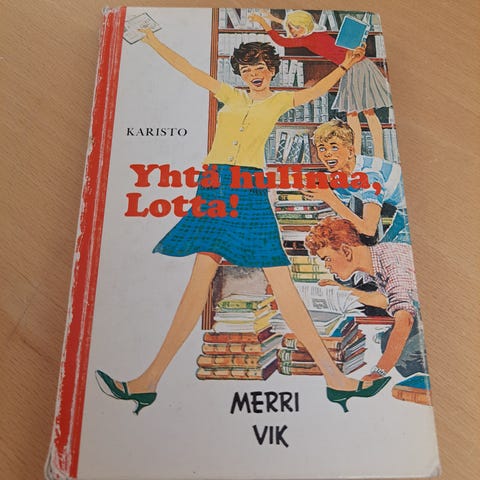 KARISTO
Yhtä hulinaa,
Lotta!
MERRI
VIK